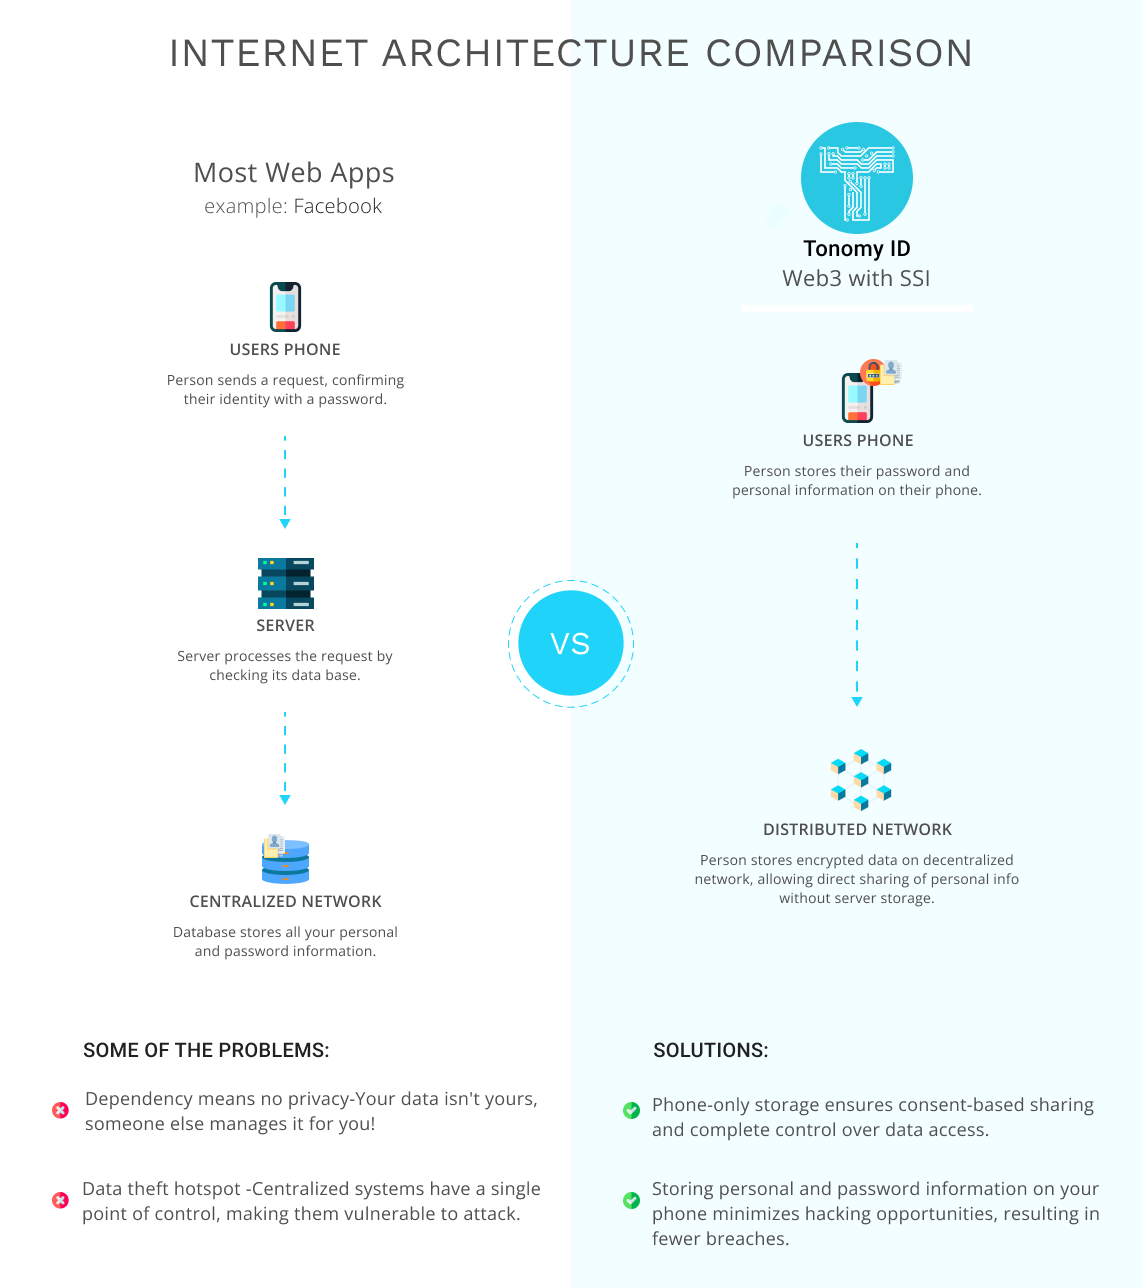 INTERNET ARCHITECTURE COMPARISON
Most Web Apps
example: Facebook
USERS PHONE
Person sends a request, confirming
their identity with a password.
SERVER
Server processes the request by
checking its data base.
CENTRALIZED NETWORK
Database stores all your personal
and password information.
SOME OF THE PROBLEMS:
Dependency means no privacy-Your data isn't yours,
someone else manages it for you!
Data theft hotspot -Centralized systems have a single
point of control, making them vulnerable to attack.
VS
T
Tonomy ID
Web3 with SSI
USERS PHONE
Person stores their password and
personal information on their phone.
DISTRIBUTED NETWORK
Person stores encrypted data on decentralized
network, allowing direct sharing of personal info
without server storage.
SOLUTIONS:
Phone-only storage ensures consent-based sharing
and complete control over data access.
Storing personal and password information on your
phone minimizes hacking opportunities, resulting in
fewer breaches.